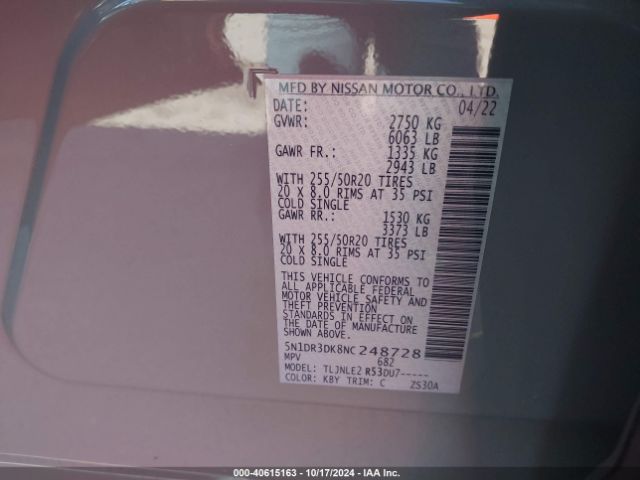 MFD BY NISSAN MOTOR CO., LTD.
DATE: 04/22
GVWR: 2750 KG
6063 LB
GAWR FR.: 1335 KG
2943 LB
WITH 255/50R20 TIRES
20 X 8.0 RIMS AT 35 PSI
COLD SINGLE
GAWR RR.: 1530 KG
3373 LB
WITH 255/50R20 TIRES
20 X 8.0 RIMS AT 35 PSI
COLD SINGLE
THIS VEHICLE CONFORMS TO
ALL APPLICABLE FEDERAL
MOTOR VEHICLE SAFETY AND
THEFT PREVENTION
STANDARDS IN EFFECT ON
THE DATE OF MANUFACTURE
SHOWN ABOVE.
5N1DR3DK8NC248728
MPV 682
MODEL: TLJNLE2 R53DU7-----
COLOR: KBY TRIM: C ZS30A
000-40615163 - 10/17/2024 - IAA Inc.